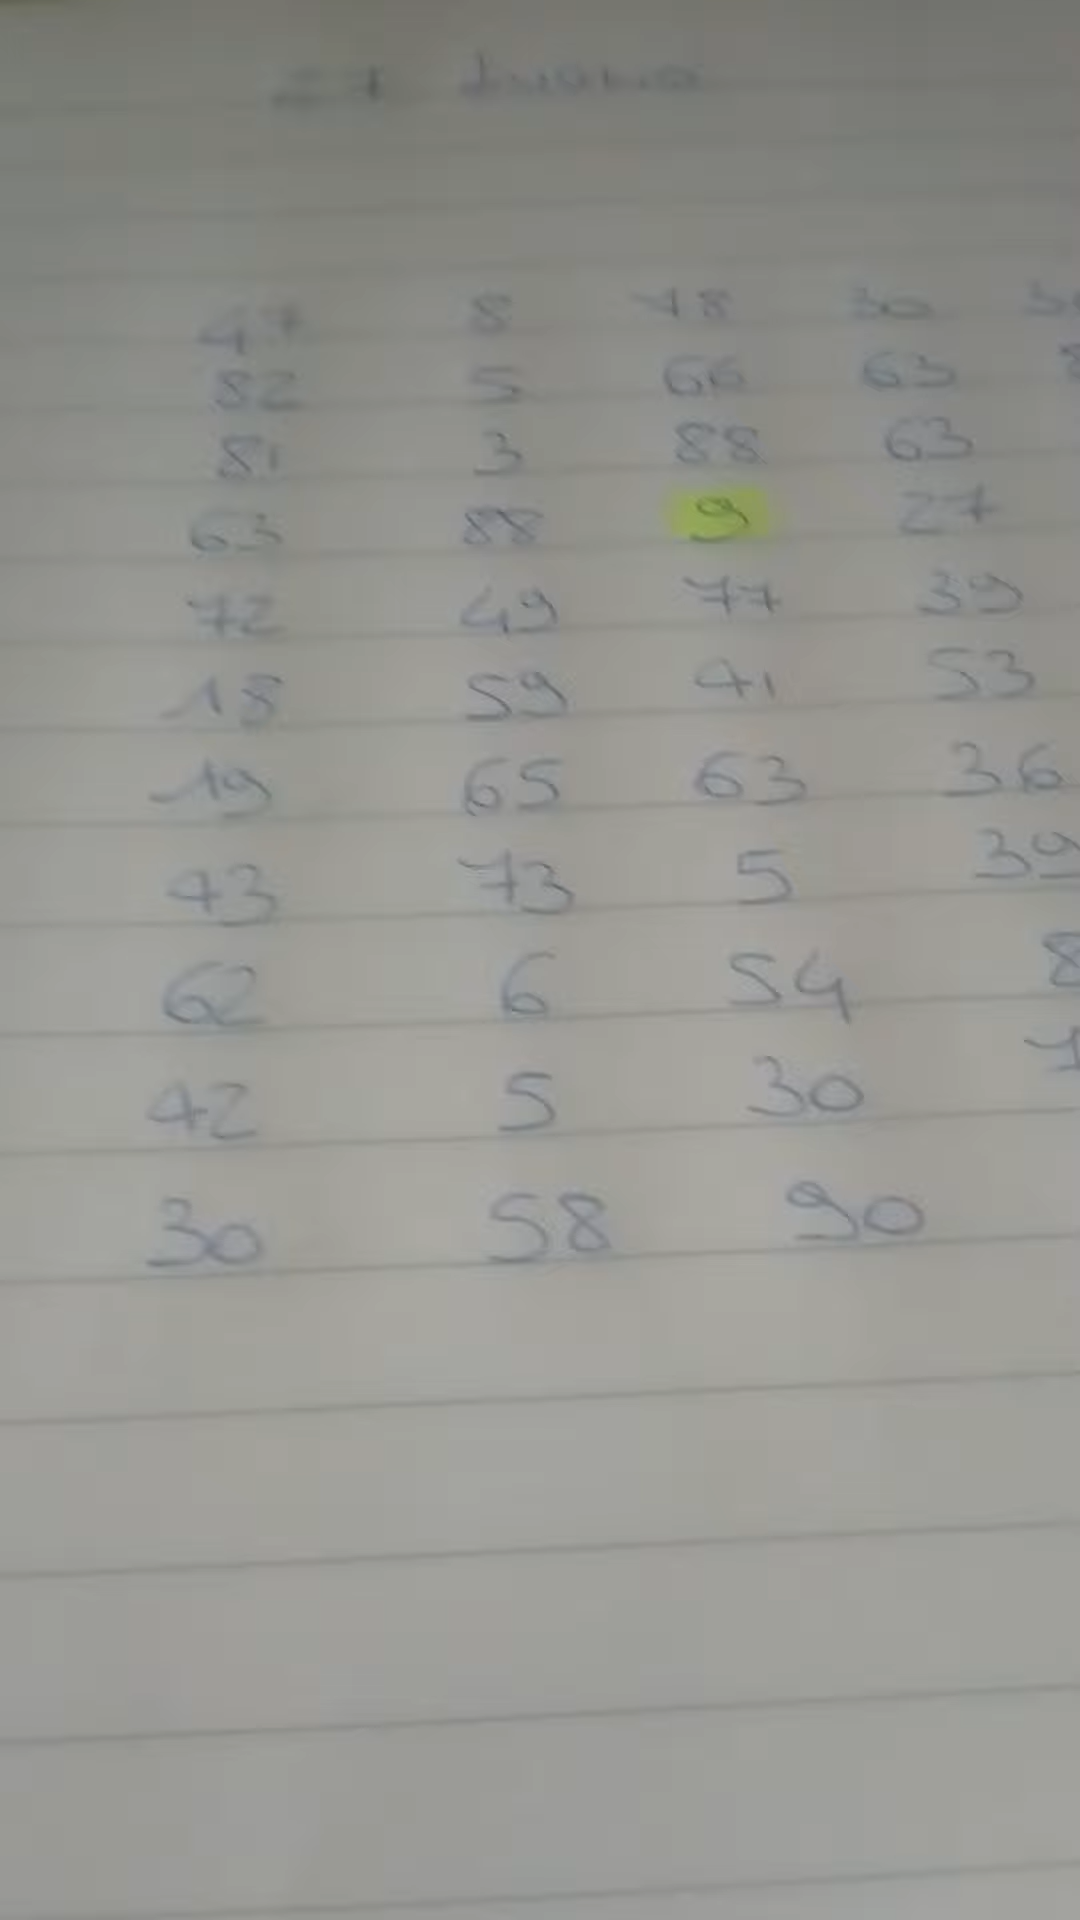 47 8 18 30
82 5 66 63
81 3 88 63
63 88 9 27
72 49 77 39
18 59 41 53
19 65 63 36
43 73 5 39
62 6 54
42 5 30
30 58 90